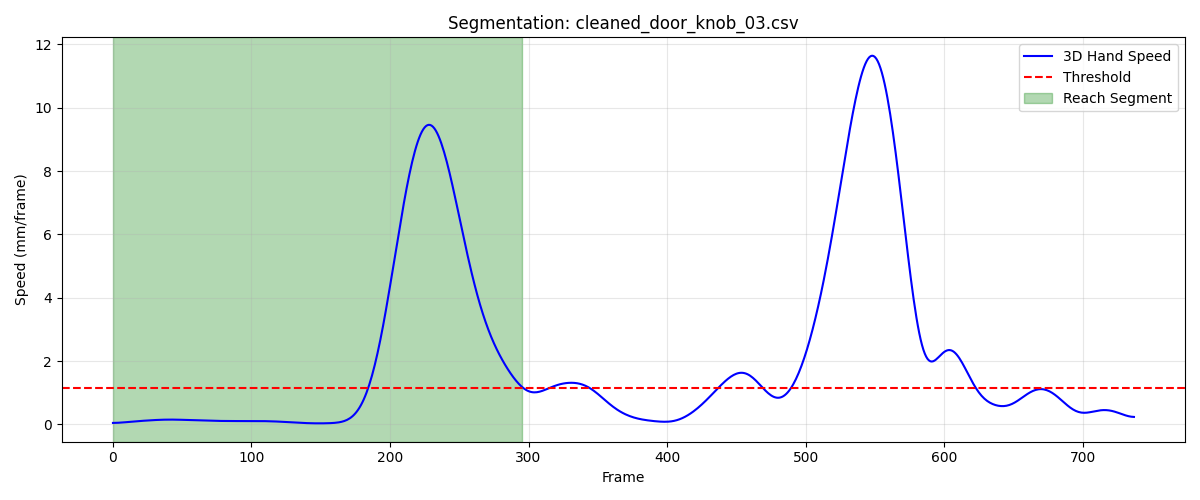 Segmentation: cleaned_door_knob_03.csv
12
10
8
6
4
2
0
Speed (mm/frame)
3D Hand Speed
Threshold
Reach Segment
0 100 200 300 400 500 600 700
Frame